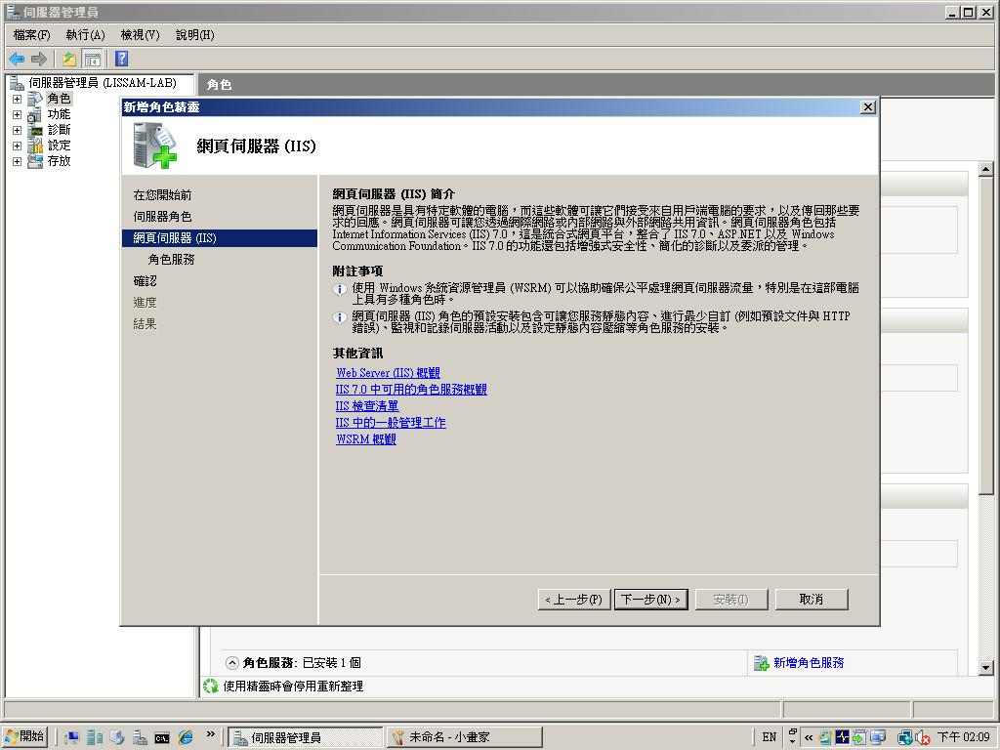 伺服器管理員
檔案(F) 執行(A) 檢視(V) 說明(H)
伺服器管理員 (LISSAM-LAB)
角色
功能
診斷
設定
存放
角色
新增角色精靈
網頁伺服器 (IIS)
在您開始前
伺服器角色
網頁伺服器 (IIS)
角色服務
確認
進度
結果
網頁伺服器 (IIS) 簡介
網頁伺服器是具有特定軟體的電腦，而這些軟體可讓它們接受來自用戶端電腦的要求，以及傳回那些要
求的回應。網頁伺服器可讓您透過網際網路或內部網路與外部網路共用資訊。網頁伺服器角色包括
Internet Information Services (IIS) 7.0，這是統合式網頁平台，整合了 IIS 7.0、ASP.NET 以及 Windows
Communication Foundation。IIS 7.0 的功能還包括增強式安全性、簡化的診斷以及委派的管理。
附註事項
使用 Windows 系統資源管理員 (WSRM) 可以協助確保公平處理網頁伺服器流量，特別是在這部電腦
上具有多種角色時。
網頁伺服器 (IIS) 角色的預設安裝包含可讓您服務靜態內容、進行最少自訂 (例如預設文件與 HTTP
錯誤)、監視和記錄伺服器活動以及設定靜態內容壓縮等角色服務的安裝。
其他資訊
Web Server (IIS) 概觀
IIS 7.0 中可用的角色服務概觀
IIS 檢查清單
IIS 中的一般管理工作
WSRM 概觀
< 上一步(P) 下一步(N) > 安裝(I) 取消
角色服務: 已安裝 1 個
新增角色服務
使用精靈時會停用重新整理
開始 » 伺服器管理員 未命名 - 小畫家 EN « 下午 02:09